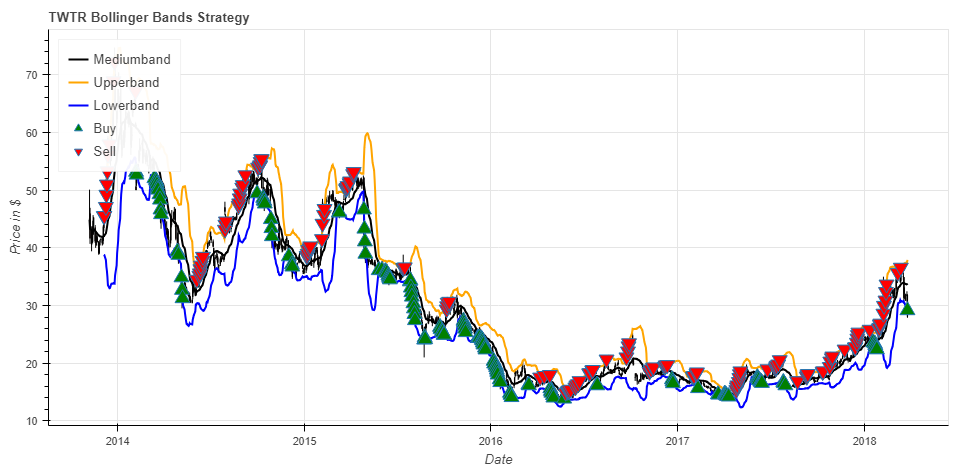 TWTR Bollinger Bands Strategy
Mediumband
Upperband
Lowerband
Buy
Sell
70
60
50
40
30
20
10
Price in $
2014
2015
2016
2017
2018
Date